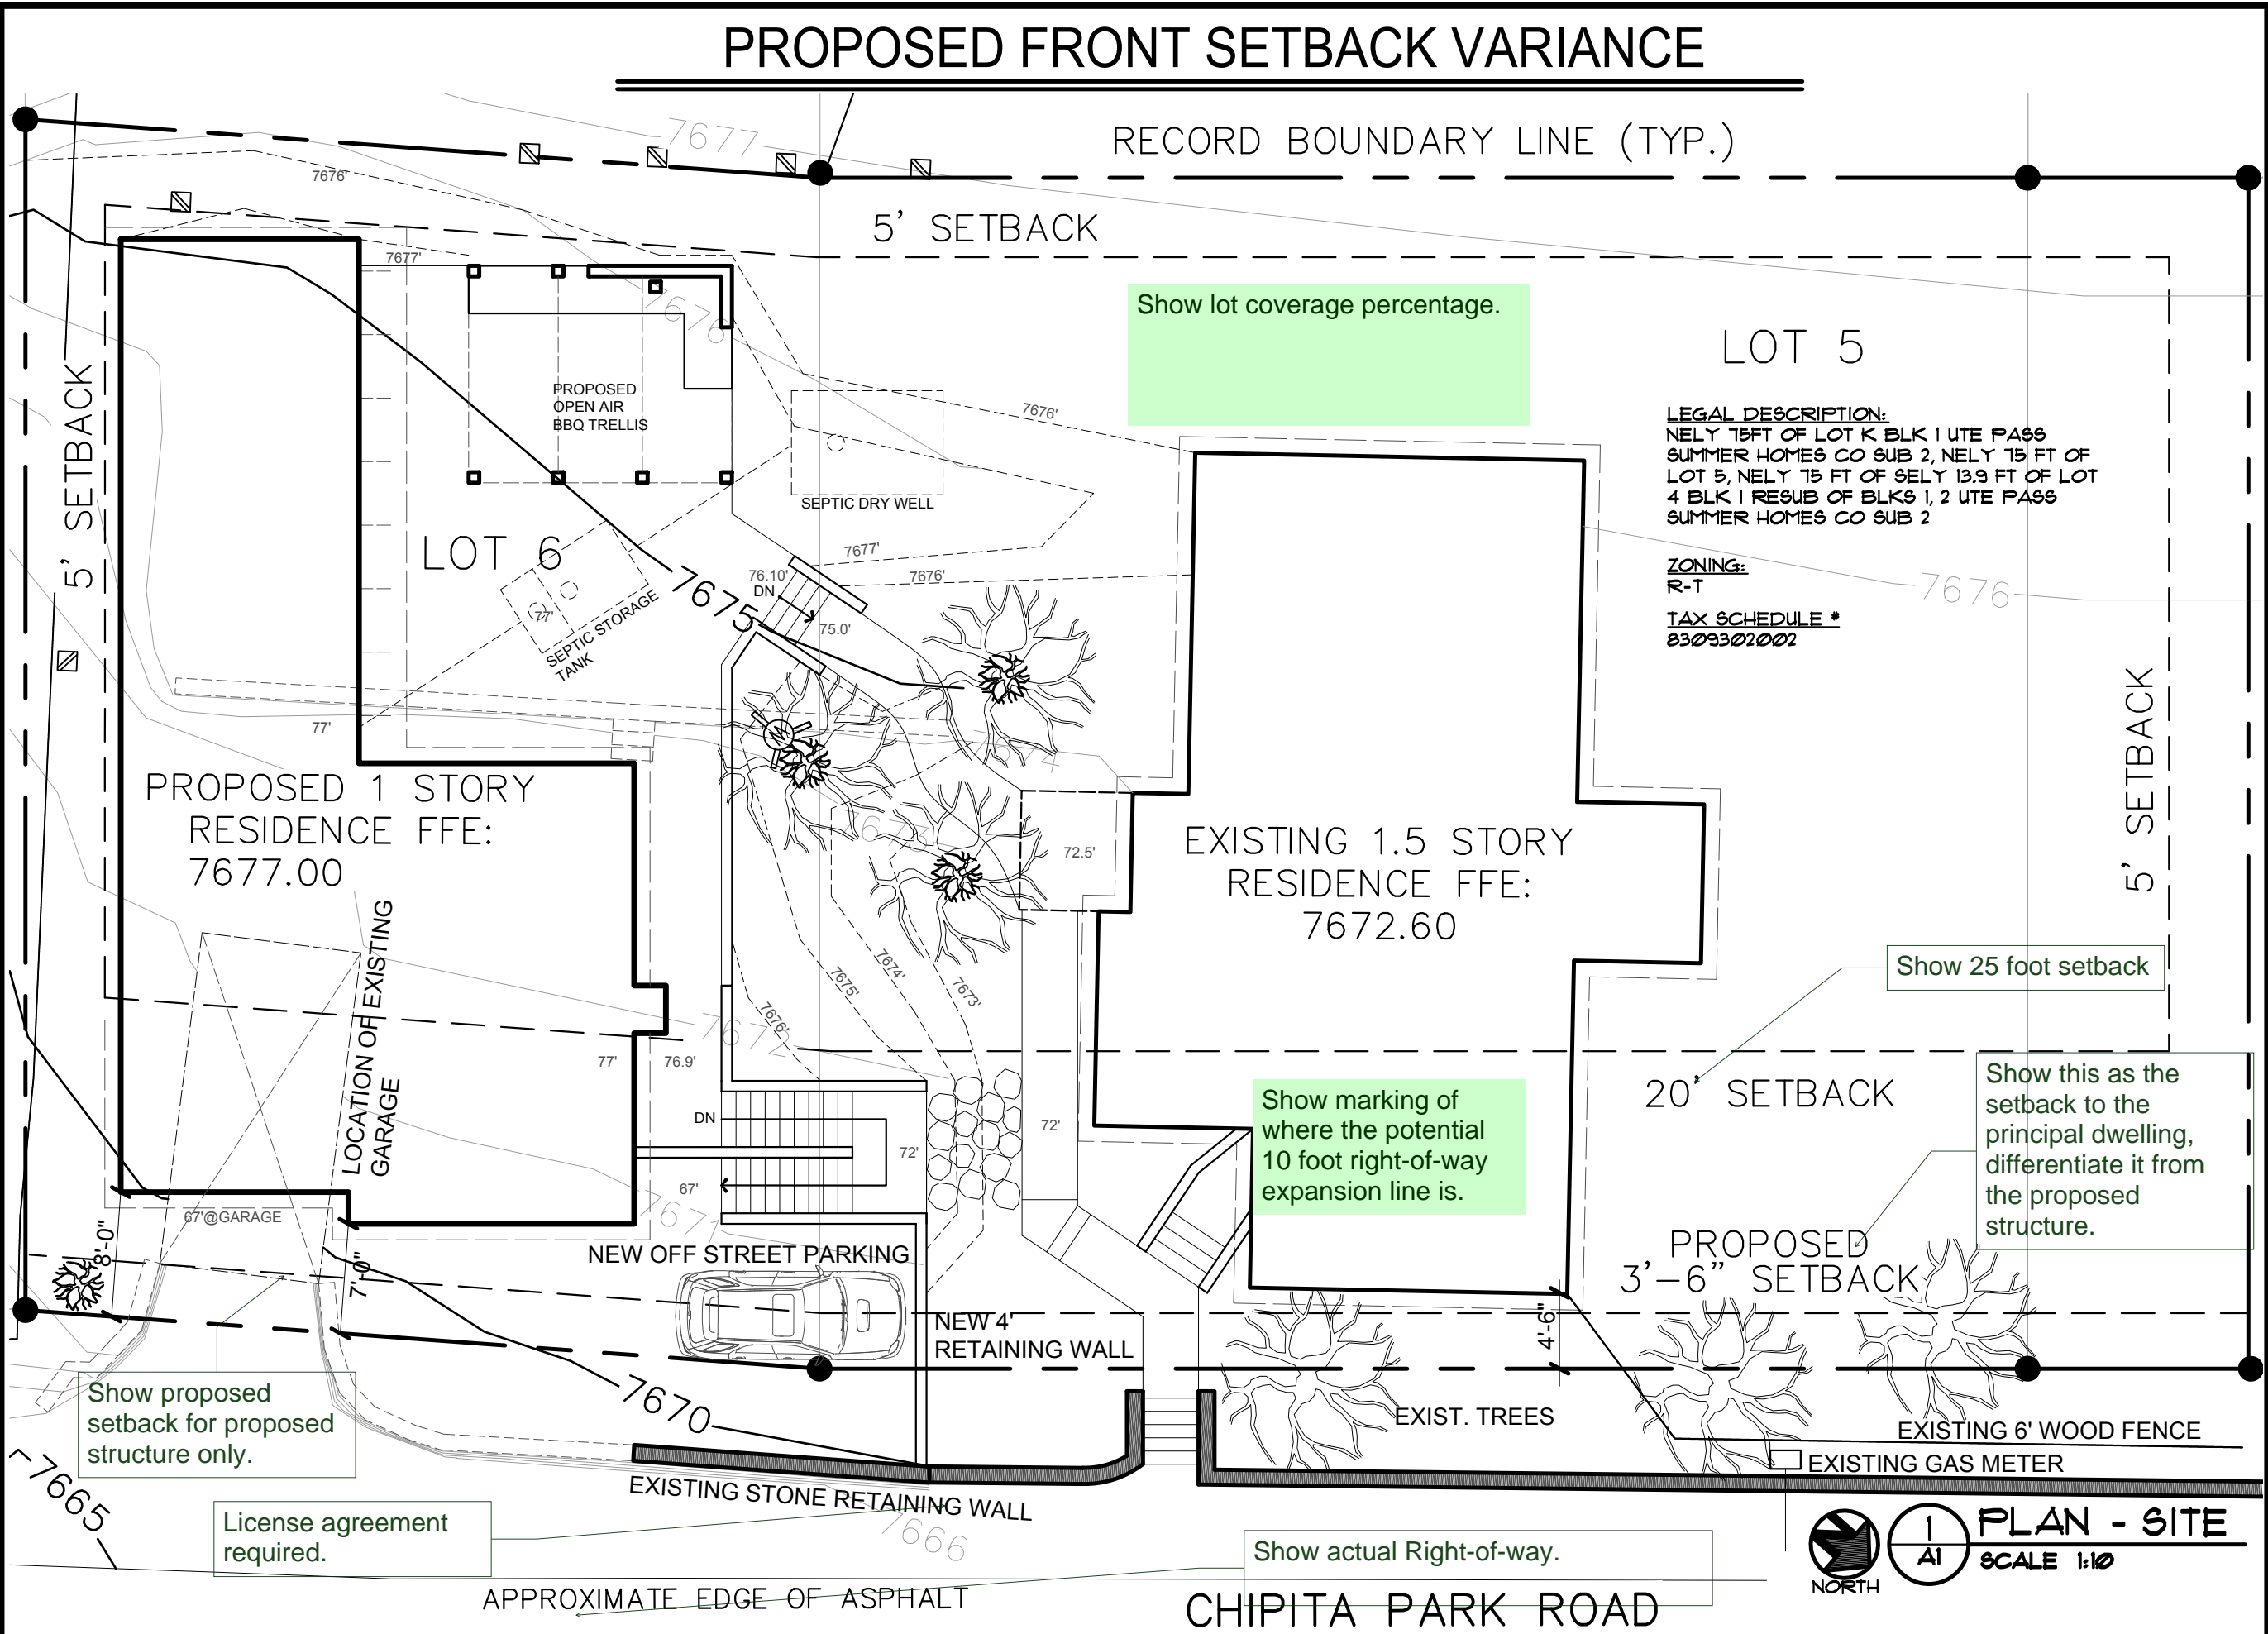 PROPOSED FRONT SETBACK VARIANCE
7677
RECORD BOUNDARY LINE (TYP.)
7676'
5' SETBACK
7677'
7676
Show lot coverage percentage.
LOT 5
5' SETBACK
PROPOSED
OPEN AIR
BBQ TRELLIS
7676'
LEGAL DESCRIPTION:
NELY 75FT OF LOT K BLK 1 UTE PASS
SUMMER HOMES CO SUB 2, NELY 75 FT OF
LOT 5, NELY 75 FT OF SELY 13.9 FT OF LOT
4 BLK 1 RESUB OF BLKS 1, 2 UTE PASS
SUMMER HOMES CO SUB 2
SEPTIC DRY WELL
LOT 6
7677'
7676'
ZONING:
R-T
7676
TAX SCHEDULE #
8309302002
7675
76.10'
DN
75.0'
77'
SEPTIC STORAGE
TANK
77'
5' SETBACK
PROPOSED 1 STORY
RESIDENCE FFE:
7677.00
7674
7673
72.5'
EXISTING 1.5 STORY
RESIDENCE FFE:
7672.60
LOCATION OF EXISTING
GARAGE
7676'
7675'
7674'
7673'
Show 25 foot setback
7672
77'
76.9'
20' SETBACK
Show this as the
setback to the
principal dwelling,
differentiate it from
the proposed
structure.
Show marking of
where the potential
10 foot right-of-way
expansion line is.
DN
72'
72'
67'
7671
67'@GARAGE
8'-0"
7'-0"
NEW OFF STREET PARKING
PROPOSED
3'-6" SETBACK
NEW 4'
RETAINING WALL
4'-6"
Show proposed
setback for proposed
structure only.
7670
EXIST. TREES
EXISTING 6' WOOD FENCE
EXISTING GAS METER
7665
EXISTING STONE RETAINING WALL
7666
License agreement
required.
Show actual Right-of-way.
NORTH
1
A1
PLAN - SITE
SCALE 1:10
APPROXIMATE EDGE OF ASPHALT
CHIPITA PARK ROAD